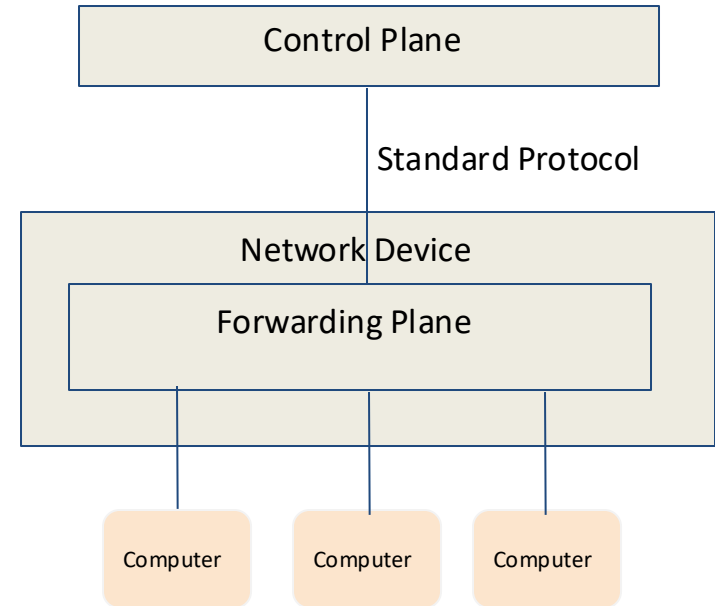 Control Plane
Standard Protocol
Network Device
Forwarding Plane
Computer
Computer
Computer